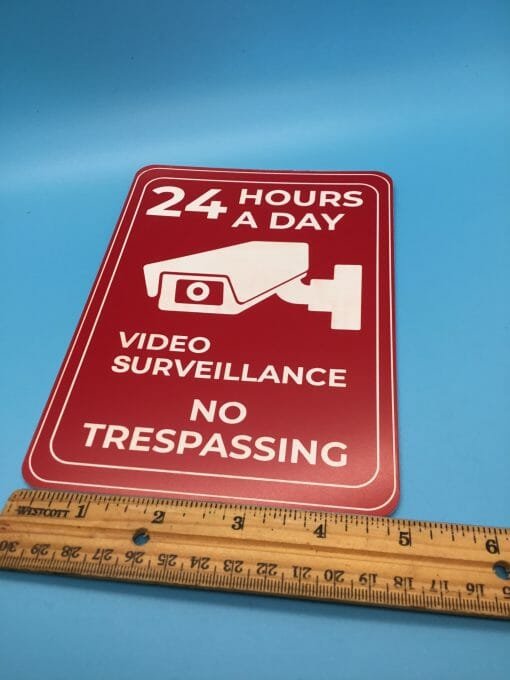 24 HOURS
A DAY
VIDEO
SURVEILLANCE
NO
TRESPASSING
WESTCOTT 1 2 3 4 5 6
30 29 28 27 26 25 24 23 22 21 20 19 18 17 16 15